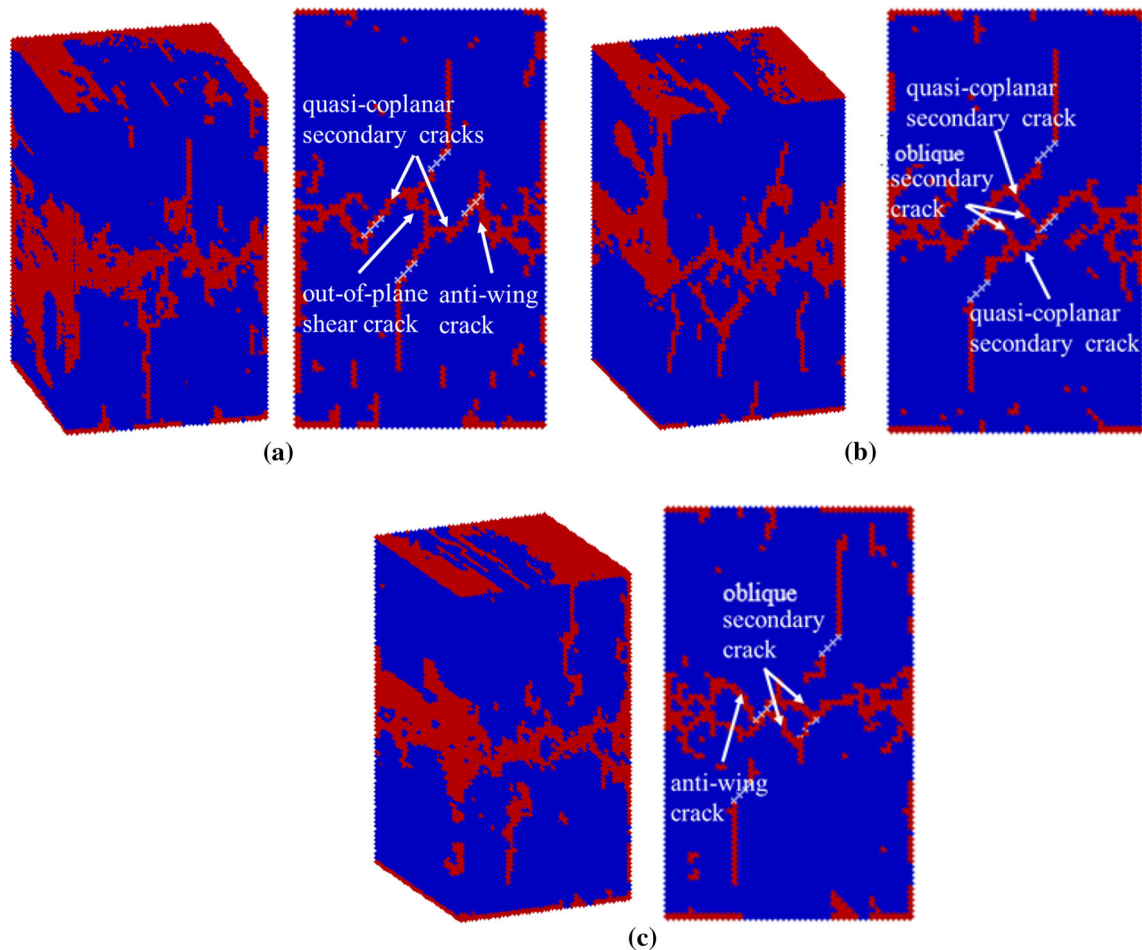 quasi-coplanar
secondary cracks
out-of-plane
shear crack
anti-wing
crack
(a)
quasi-coplanar
secondary crack
oblique
secondary
crack
quasi-coplanar
secondary crack
(b)
oblique
secondary
crack
anti-wing
crack
(c)